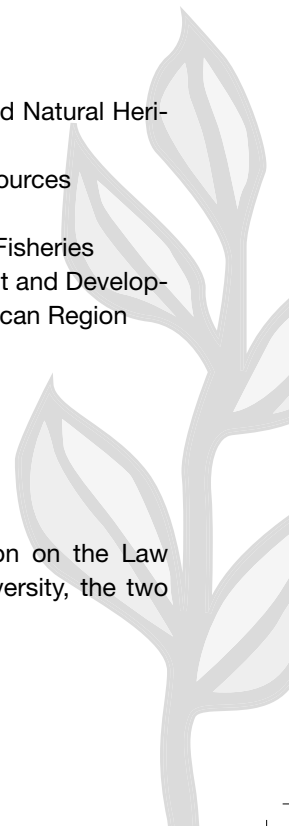 d Natural Heri-
ources
Fisheries
t and Develop-
can Region
on on the Law
versity, the two